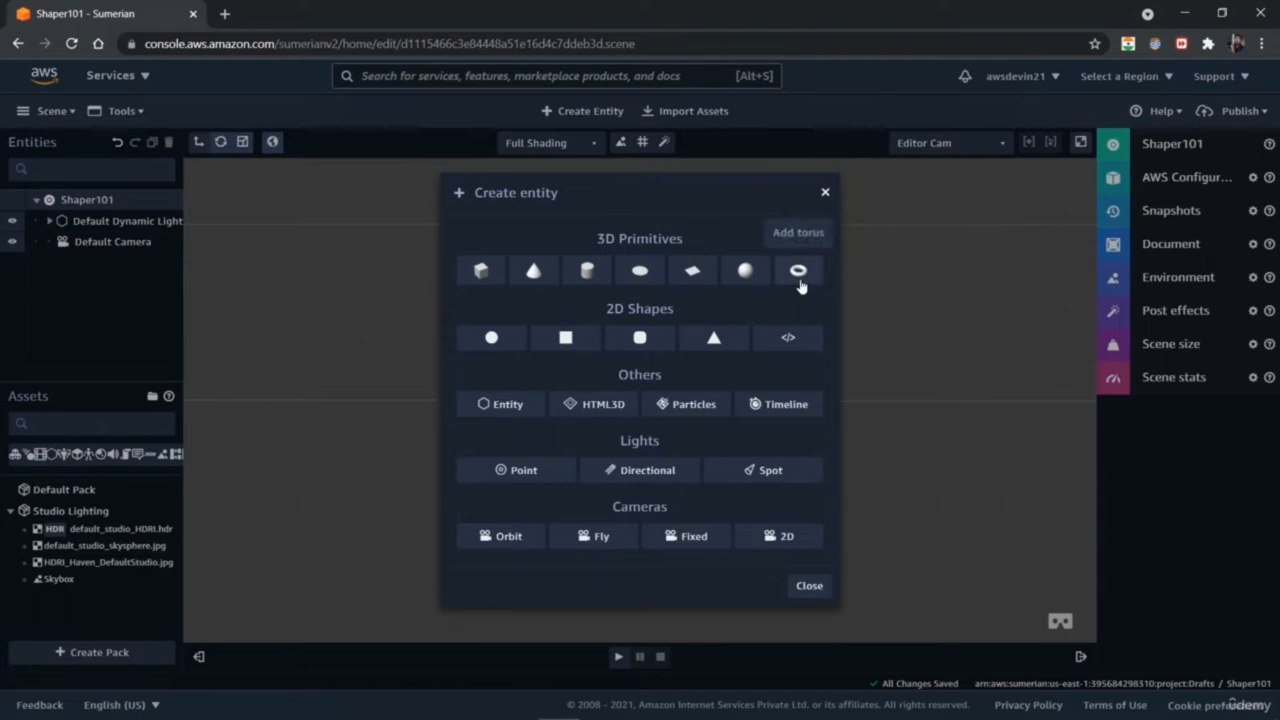 Shaper101 - Sumerian
console.aws.amazon.com/sumerianv2/home/edit/d1115466c3e84448a51e16d4c7ddeb3d.scene
aws
Services
Search for services, features, marketplace products, and docs
[Alt+S]
awsdevin21
Select a Region
Support
Scene
Tools
Create Entity
Import Assets
Help
Publish
Entities
Full Shading
Editor Cam
Shaper101
Default Dynamic Light
Default Camera
Create entity
Add torus
3D Primitives
2D Shapes
</>
Others
Entity
HTML3D
Particles
Timeline
Lights
Point
Directional
Spot
Cameras
Orbit
Fly
Fixed
2D
Close
Shaper101
AWS Configur...
Snapshots
Document
Environment
Post effects
Scene size
Scene stats
Assets
Default Pack
Studio Lighting
HDR default_studio_HDRI.hdr
default_studio_skysphere.jpg
HDRI_Haven_DefaultStudio.jpg
Skybox
Create Pack
All Changes Saved
arn:aws:sumerian:us-east-1:395684298310:project:Drafts / Shaper101
Feedback
English (US)
© 2008 - 2021, Amazon Internet Services Private Ltd. or its affiliates. All rights reserved.
Privacy Policy
Terms of Use
Cookie
Udemy